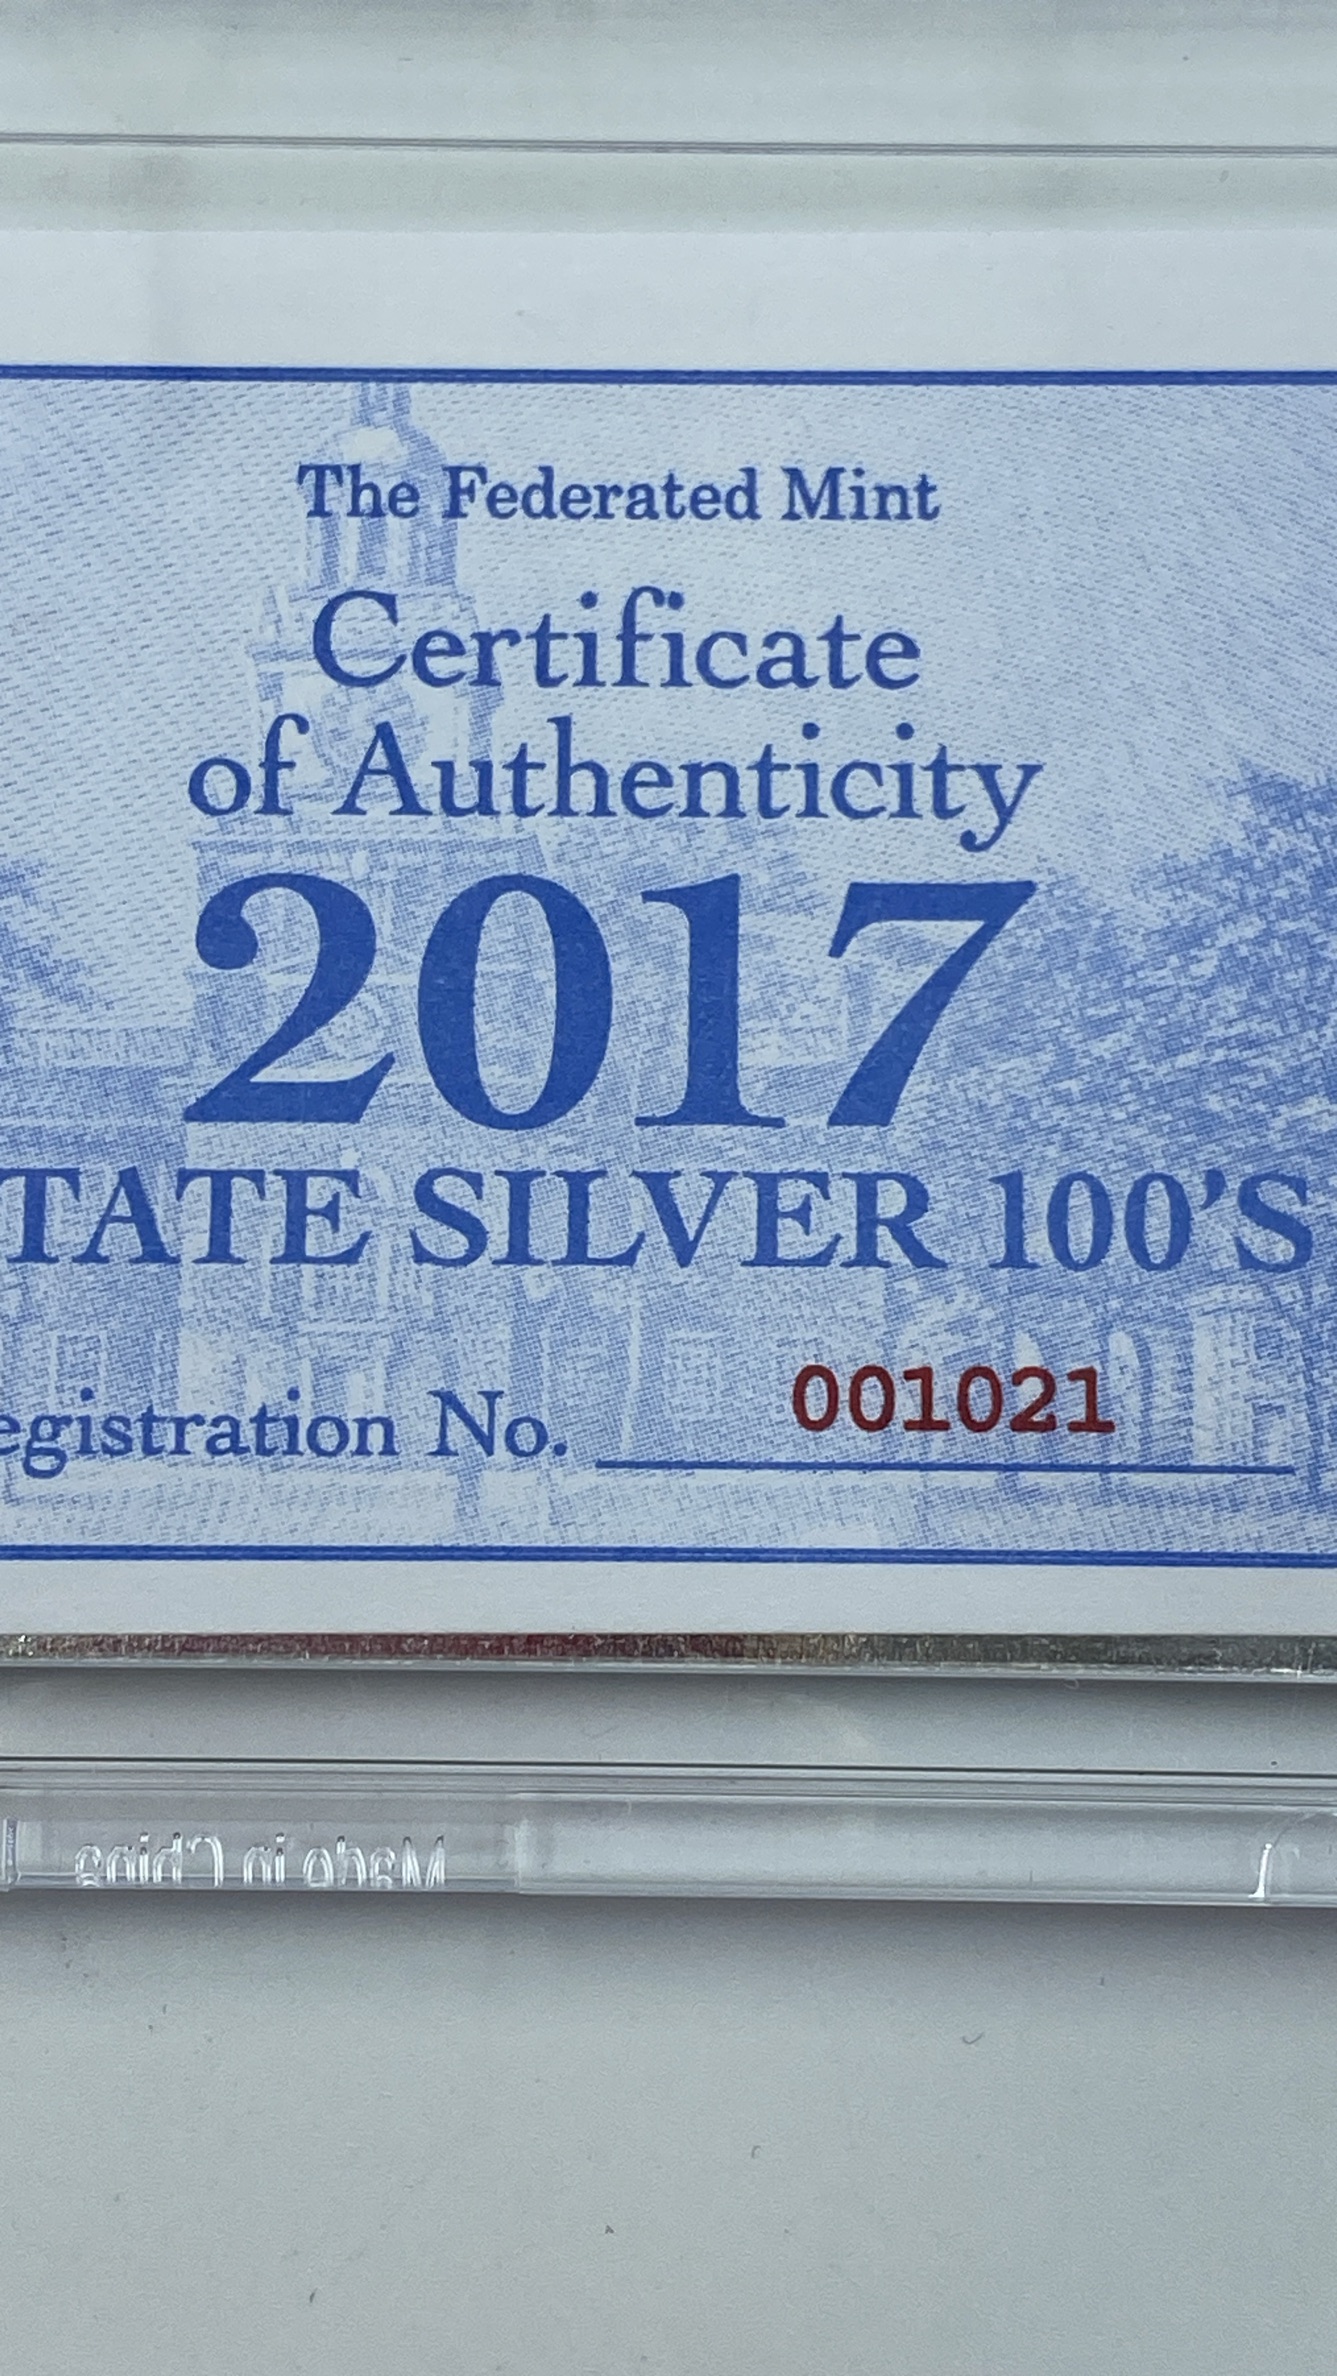 The Federated Mint
Certificate
of Authenticity
2017
TATE SILVER 100'S
egistration No. 001021
Made in China